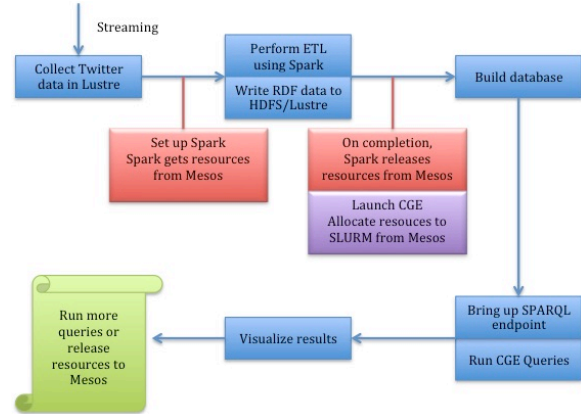 Streaming
Collect Twitter
data in Lustre
Perform ETL
using Spark
Write RDF data to
HDFS/Lustre
Build database
Set up Spark
Spark gets resources
from Mesos
On completion,
Spark releases
resources from Mesos
Launch CGE
Allocate resouces to
SLURM from Mesos
Bring up SPARQL
endpoint
Run CGE Queries
Visualize results
Run more
queries or
release
resources to
Mesos